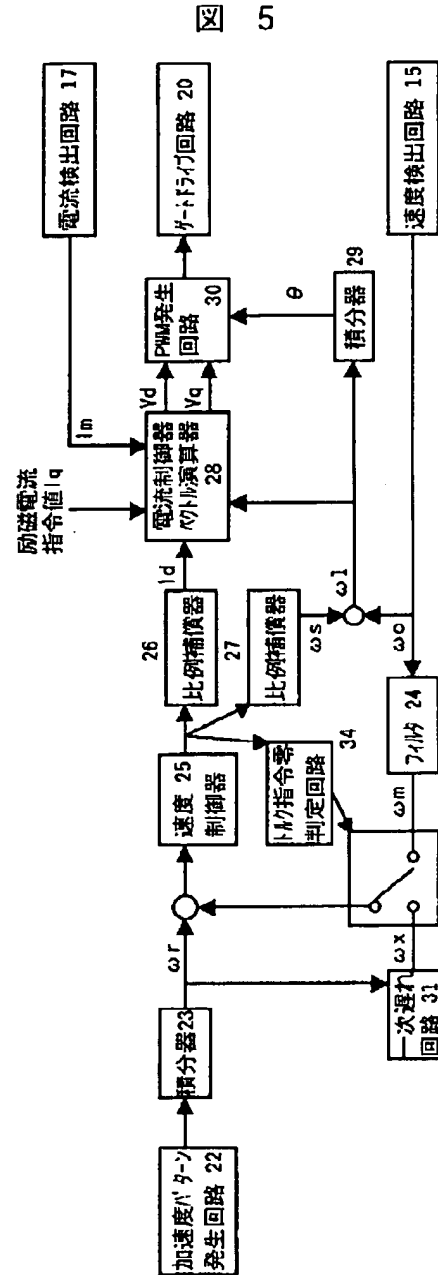 図 5
加速度パターン
発生回路 22
積分器23
ωr
速度 25
制御器
26
比例補償器
27
比例補償器
Id
励磁電流
指令値Iq
電流制御器
ベクトル演算器
28
Im
電流検出回路 17
Vd
Vq
PWM発生
回路
30
ゲートドライブ回路 20
θ
積分器
29
ωs
ω1
ωo
速度検出回路 15
トルク指令零
判定回路
34
フィルタ 24
ωm
ωx
一次遅れ
回路 31